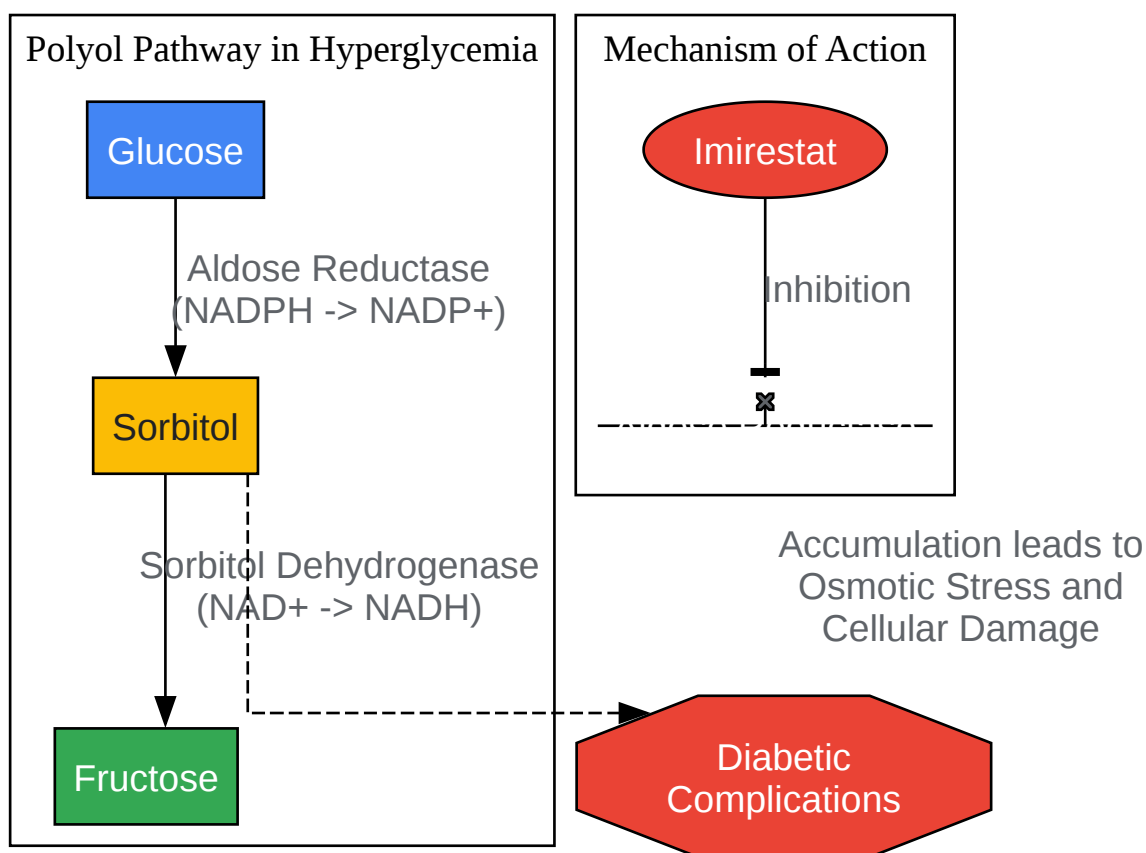 Polyol Pathway in Hyperglycemia
Glucose
Aldose Reductase
(NADPH -> NADP+)
Sorbitol
Sorbitol Dehydrogenase
(NAD+ -> NADH)
Fructose
Mechanism of Action
Imirestat
Inhibition
Accumulation leads to
Osmotic Stress and
Cellular Damage
Diabetic
Complications